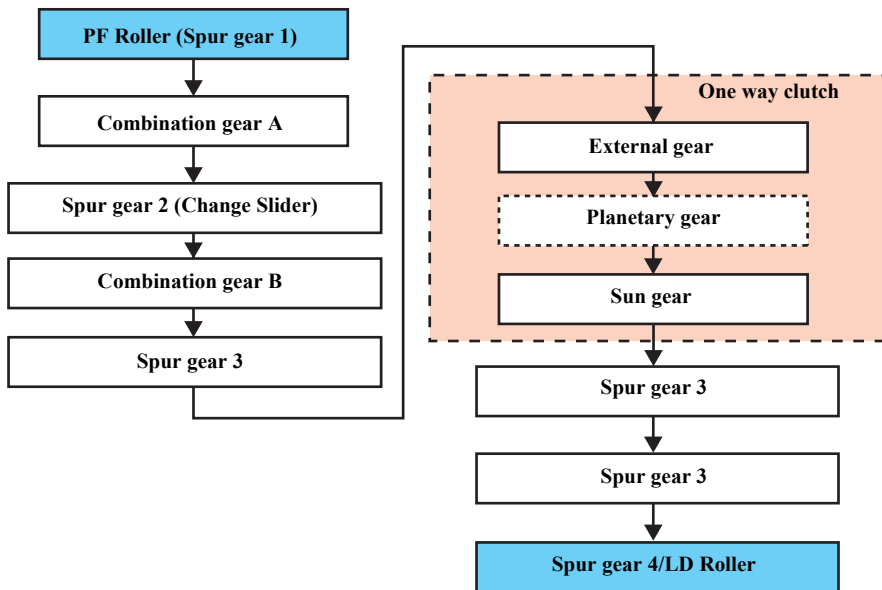 PF Roller (Spur gear 1)
Combination gear A
Spur gear 2 (Change Slider)
Combination gear B
Spur gear 3
One way clutch
External gear
Planetary gear
Sun gear
Spur gear 3
Spur gear 3
Spur gear 4/LD Roller